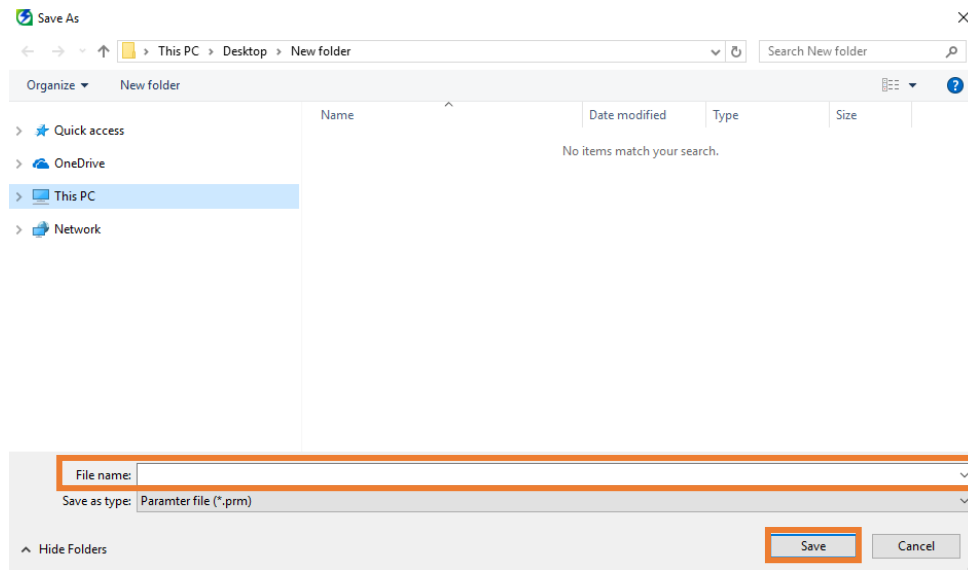 Save As
This PC > Desktop > New folder
Search New folder
Organize
New folder
?
Name
Date modified
Type
Size
Quick access
No items match your search.
OneDrive
This PC
Network
File name:
Save as type: Paramter file (*.prm)
Hide Folders
Save
Cancel